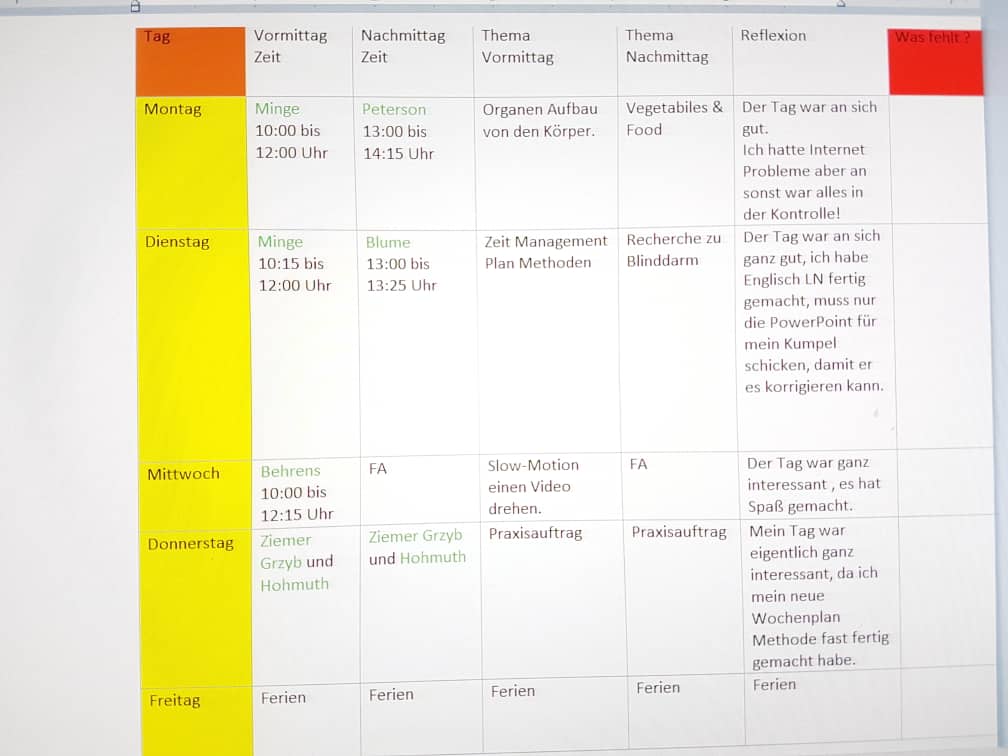 Tag
Vormittag
Zeit
Nachmittag
Zeit
Thema
Vormittag
Thema
Nachmittag
Reflexion
Was fehlt ?
Montag
Minge
10:00 bis
12:00 Uhr
Peterson
13:00 bis
14:15 Uhr
Organen Aufbau
von den Körper.
Vegetabiles &
Food
Der Tag war an sich
gut.
Ich hatte Internet
Probleme aber an
sonst war alles in
der Kontrolle!
Dienstag
Minge
10:15 bis
12:00 Uhr
Blume
13:00 bis
13:25 Uhr
Zeit Management
Plan Methoden
Recherche zu
Blinddarm
Der Tag war an sich
ganz gut, ich habe
Englisch LN fertig
gemacht, muss nur
die PowerPoint für
mein Kumpel
schicken, damit er
es korrigieren kann.
Mittwoch
Behrens
10:00 bis
12:15 Uhr
FA
Slow-Motion
einen Video
drehen.
FA
Der Tag war ganz
interessant , es hat
Spaß gemacht.
Donnerstag
Ziemer
Grzyb und
Hohmuth
Ziemer Grzyb
und Hohmuth
Praxisauftrag
Praxisauftrag
Mein Tag war
eigentlich ganz
interessant, da ich
mein neue
Wochenplan
Methode fast fertig
gemacht habe.
Freitag
Ferien
Ferien
Ferien
Ferien
Ferien